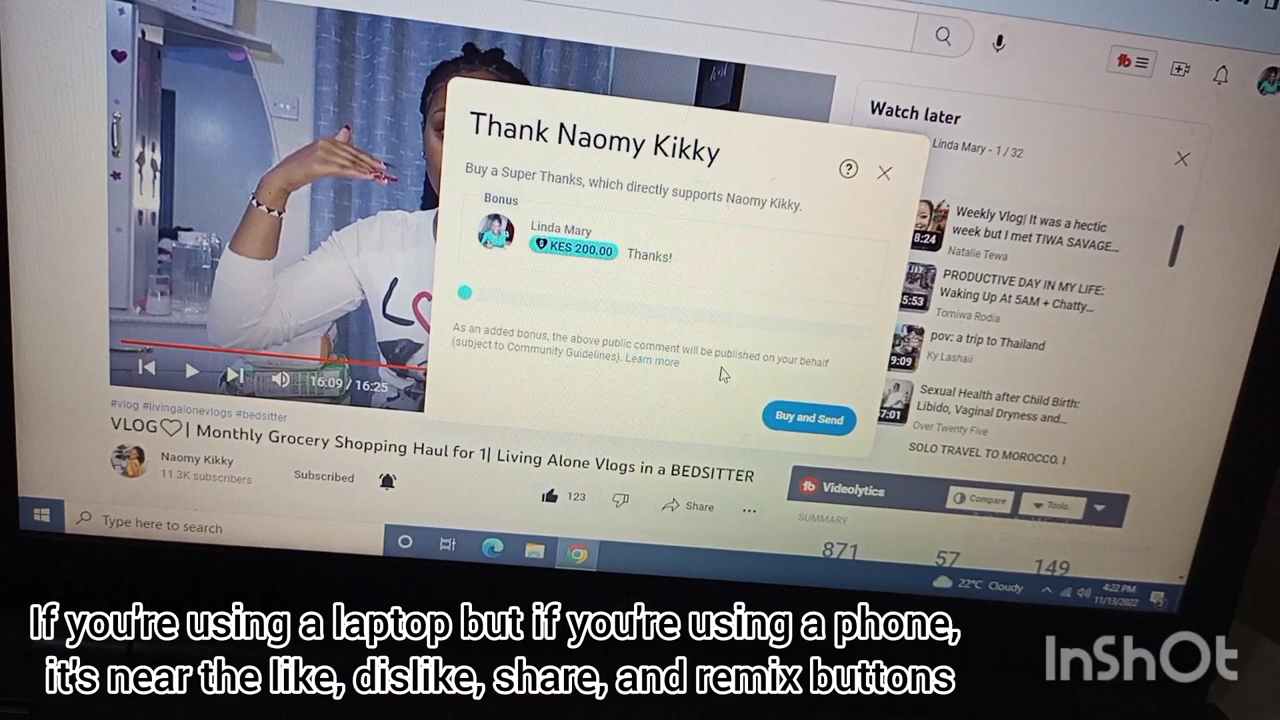 Thank Naomy Kikky
Buy a Super Thanks, which directly supports Naomy Kikky.
Bonus
Linda Mary
KES 200.00 Thanks!
As an added bonus, the above public comment will be published on your behalf
(subject to Community Guidelines). Learn more
Buy and Send
16:09 / 16:25
#vlog #livingalonevlogs #bedsitter
VLOG♡| Monthly Grocery Shopping Haul for 1| Living Alone Vlogs in a BEDSITTER
Naomy Kikky
11.3K subscribers
Subscribed
123
Share
Watch later
Linda Mary - 1 / 32
8:24
Weekly Vlog| It was a hectic
week but I met TIWA SAVAGE...
Natalie Tewa
5:53
PRODUCTIVE DAY IN MY LIFE:
Waking Up At 5AM + Chatty...
Tomiwa Rodia
9:09
pov: a trip to Thailand
Ky Lashaii
7:01
Sexual Health after Child Birth:
Libido, Vaginal Dryness and...
Over Twenty Five
SOLO TRAVEL TO MOROCCO. I
tb
Videolytics
Compare
Tools
SUMMARY
871 57 149
Type here to search
22°C Cloudy
4:22 PM
11/13/2022
If you're using a laptop but if you're using a phone,
it's near the like, dislike, share, and remix buttons
InShOt